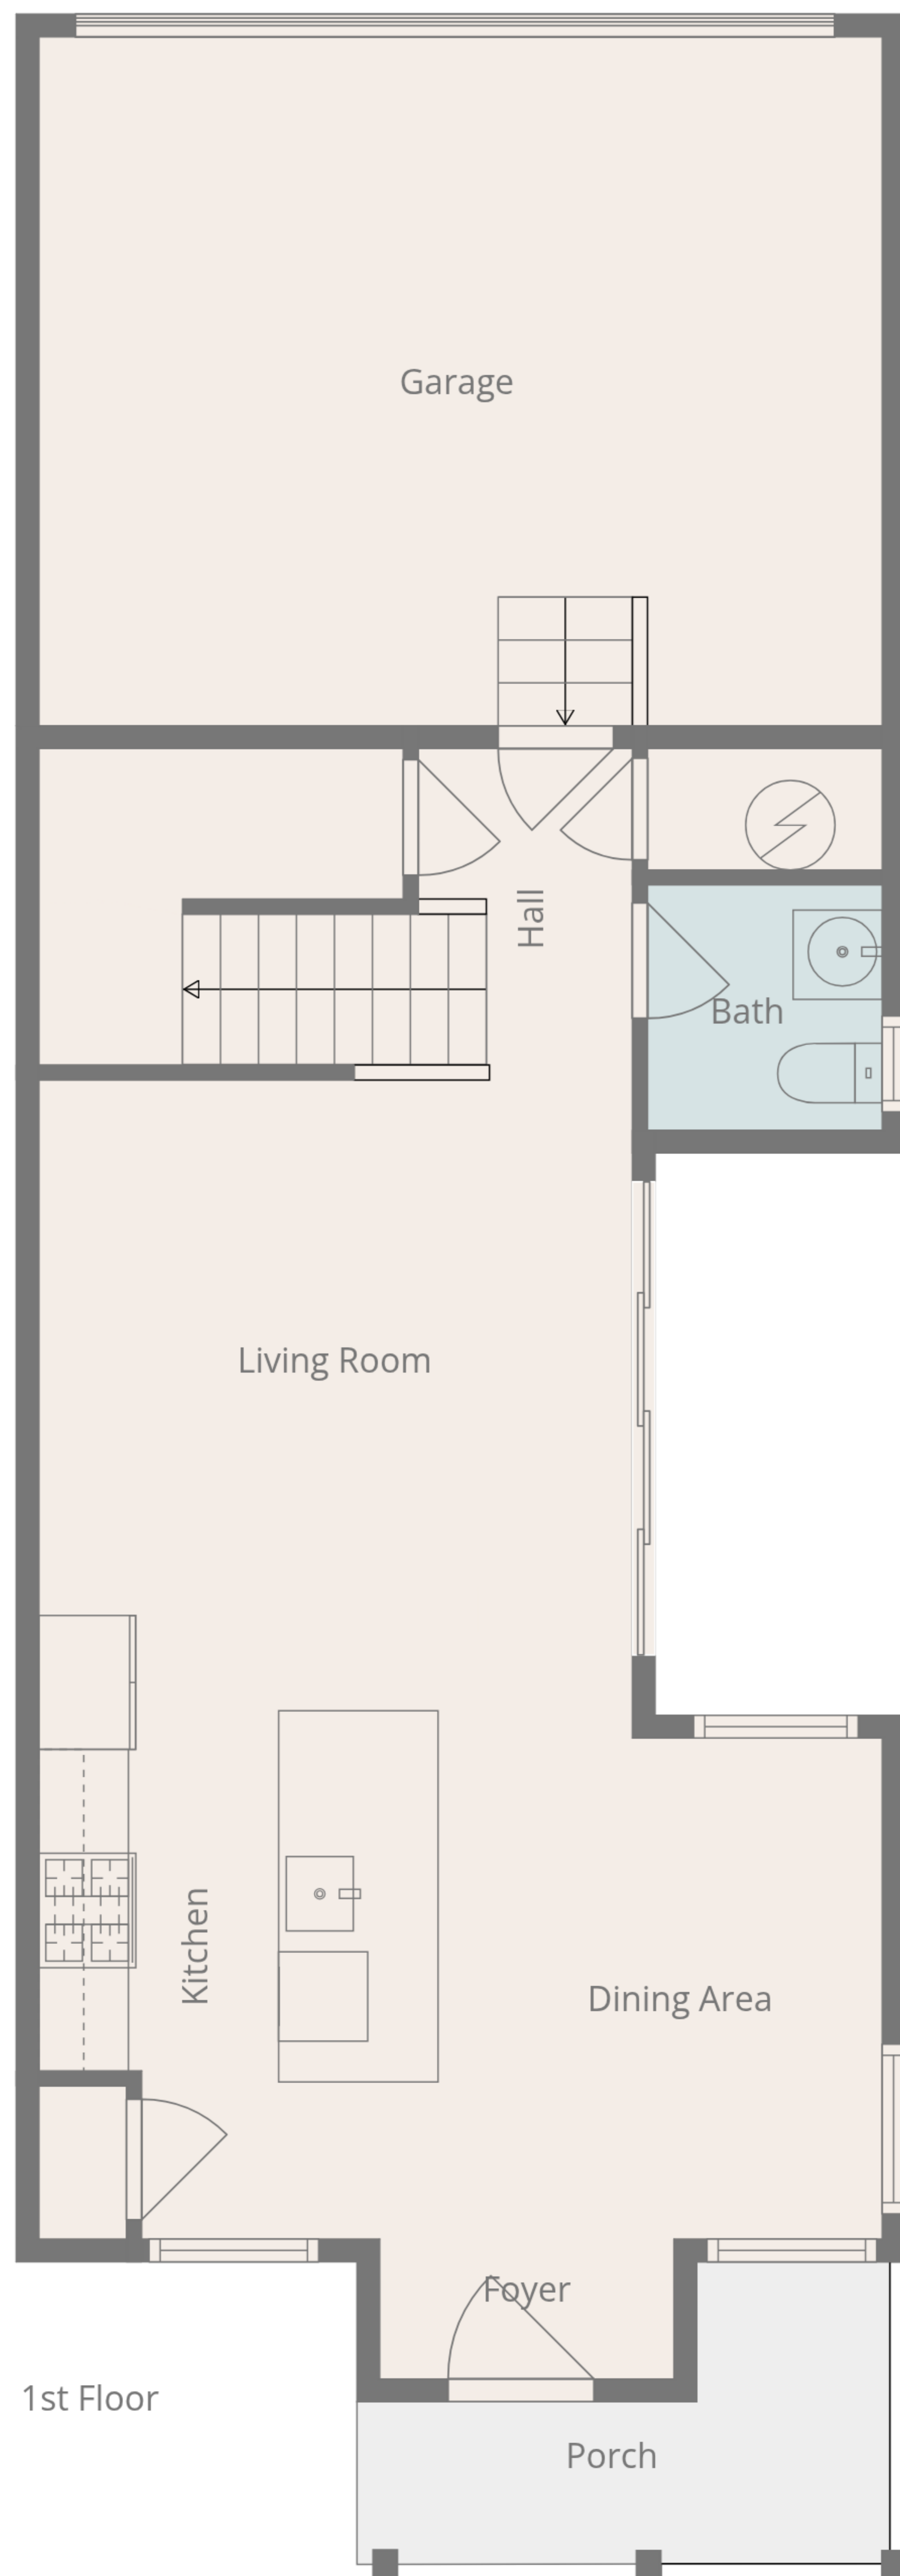 Garage
Hall
Bath
Living Room
Kitchen
Dining Area
Foyer
1st Floor
Porch